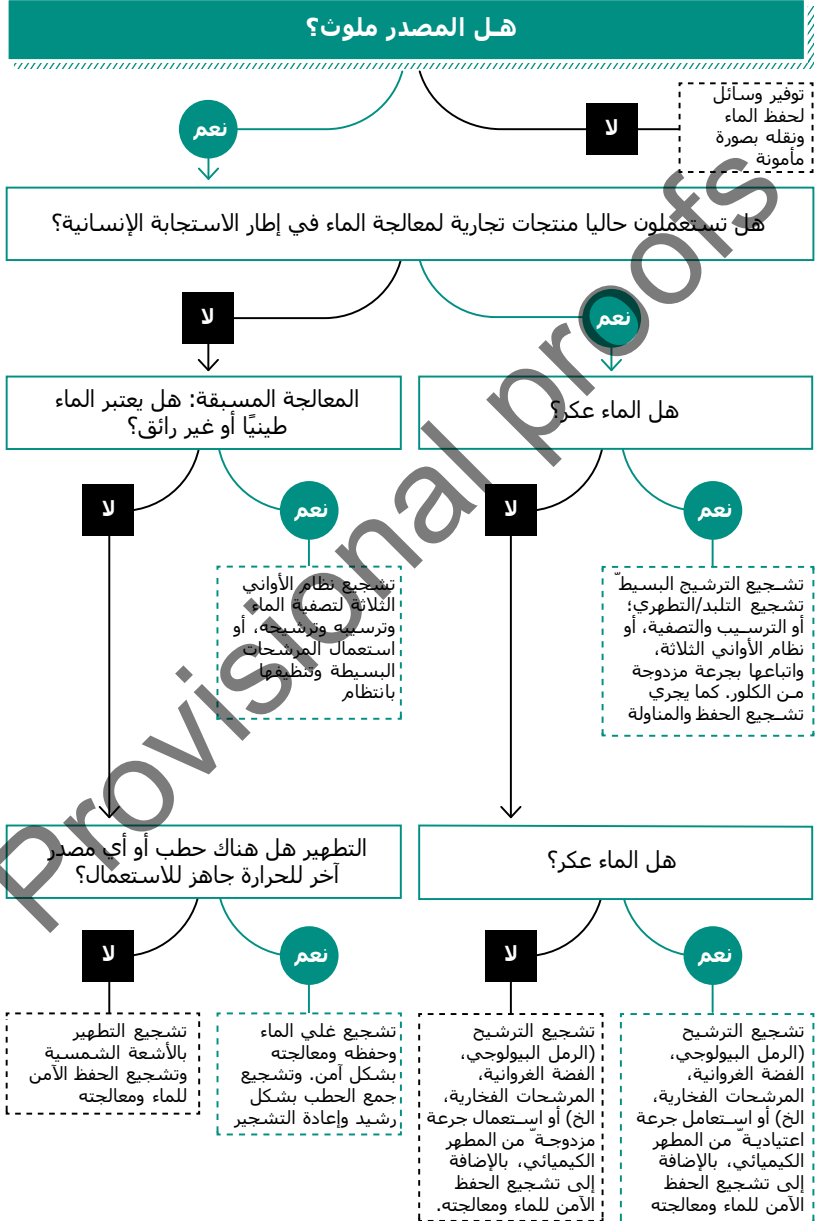 هـل المصدر ملوث؟
نعم
لا
توفير وسائل
لحفظ الماء
ونقله بصورة
مأمونة
هل تستعملون حاليا منتجات تجارية لمعالجة الماء في إطار الاستجابة الإنسانية؟
نعم
لا
هل الماء عكر؟
المعالجة المسبقة: هل يعتبر الماء
طينيًا أو غير رائق؟
نعم
لا
نعم
لا
تشـجيع الترشيج البسيطّ
تشجيع التلبد/التطهري؛
أو الترسـيب والتصفية، أو
نظام الأواني الثلاثة،
واتباعها بجرعة مزدوجة
مـن الكلور. كما يجري
تشـجيع الحفظ والمناولة
تشجيع نظام الأواني
الثلاثة لتصفية الماء
وترسيبه وترشيحه، أو
استعمال المرشحات
البسيطة وتنظيفها
بانتظام
هل الماء عكر؟
التطهير هل هناك حطب أو أي مصدر
آخر للحرارة جاهز للاستعمال؟
نعم
لا
نعم
لا
تشجيع الترشيح
(الرمل البيولوجي،
الفضة الغروانية،
المرشحات الفخارية،
الخ) أو اسـتعامل جرعة
اعتياديـة ّ من المطهر
الكيميائي، بالإضافة
إلى تشجيع الحفظ
الآمن للماء ومعالجته
تشجيع الترشيح
(الرمل البيولوجي،
الفضة الغروانية،
المرشحات الفخارية،
الخ) أو اسـتعمال جرعة
مزدوجـة ّ من المطهر
الكيميائي، بالإضافة
إلى تشجيع الحفظ
الآمن للماء ومعالجته.
تشجيع غلي الماء
وحفظه ومعالجته
بشكل آمن. وتشجيع
جمع الحطب بشـكل
رشـيد وإعادة التشجير
تشجيع التطهير
بالأشعة الشمسية
وتشجيع الحفظ الآمن
للماء ومعالجته
Provisional proofs